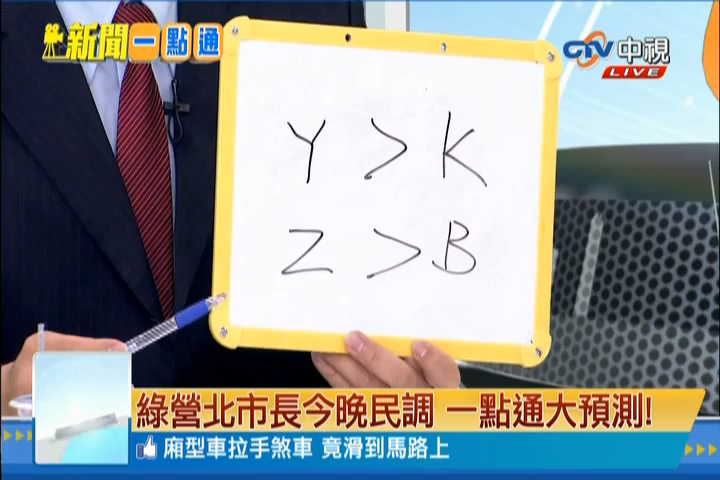 新聞一點通
CTV中視
LIVE
Y > K
Z > B
綠營北市長今晚民調 一點通大預測!
廂型車拉手煞車 竟滑到馬路上